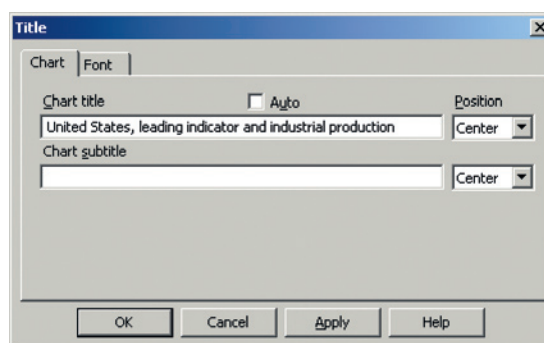 Title
Chart Font
Chart title Auto Position
United States, leading indicator and industrial production Center
Chart subtitle
Center
OK Cancel Apply Help